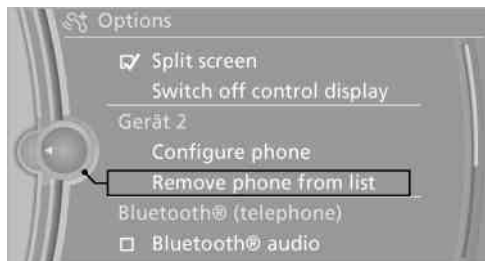 Options
Split screen
Switch off control display
Gerät 2
Configure phone
Remove phone from list
Bluetooth® (telephone)
Bluetooth® audio